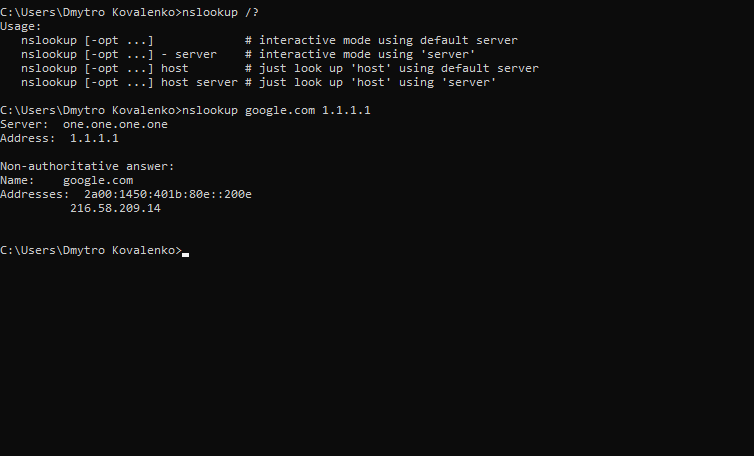 C:\Users\Dmytro Kovalenko>nslookup /?
Usage:
   nslookup [-opt ...]             # interactive mode using default server
   nslookup [-opt ...] - server    # interactive mode using 'server'
   nslookup [-opt ...] host        # just look up 'host' using default server
   nslookup [-opt ...] host server # just look up 'host' using 'server'
C:\Users\Dmytro Kovalenko>nslookup google.com 1.1.1.1
Server:  one.one.one.one
Address:  1.1.1.1
Non-authoritative answer:
Name:    google.com
Addresses:  2a00:1450:401b:80e::200e
          216.58.209.14
C:\Users\Dmytro Kovalenko>